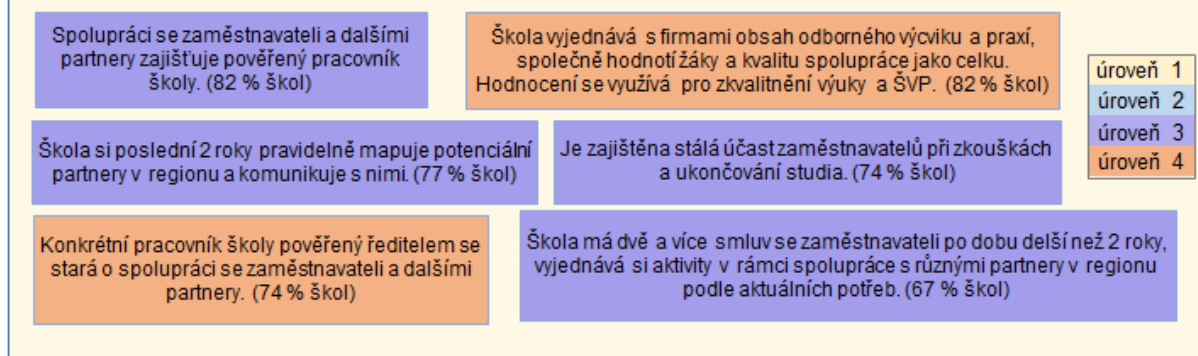 Spolupráci se zaměstnavateli a dalšími
partnery zajišťuje pověřený pracovník
školy. (82 % škol)
Škola vyjednává s firmami obsah odborného výcviku a praxí,
společně hodnotí žáky a kvalitu spolupráce jako celku.
Hodnocení se využívá pro zkvalitnění výuky a ŠVP. (82 % škol)
úroveň 1
úroveň 2
úroveň 3
úroveň 4
Škola si poslední 2 roky pravidelně mapuje potenciální
partnery v regionu a komunikuje s nimi. (77 % škol)
Je zajištěna stálá účast zaměstnavatelů při zkouškách
a ukončování studia. (74 % škol)
Konkrétní pracovník školy pověřený ředitelem se
stará o spolupráci se zaměstnavateli a dalšími
partnery. (74 % škol)
Škola má dvě a více smluv se zaměstnavateli po dobu delší než 2 roky,
vyjednává si aktivity v rámci spolupráce s různými partnery v regionu
podle aktuálních potřeb. (67 % škol)